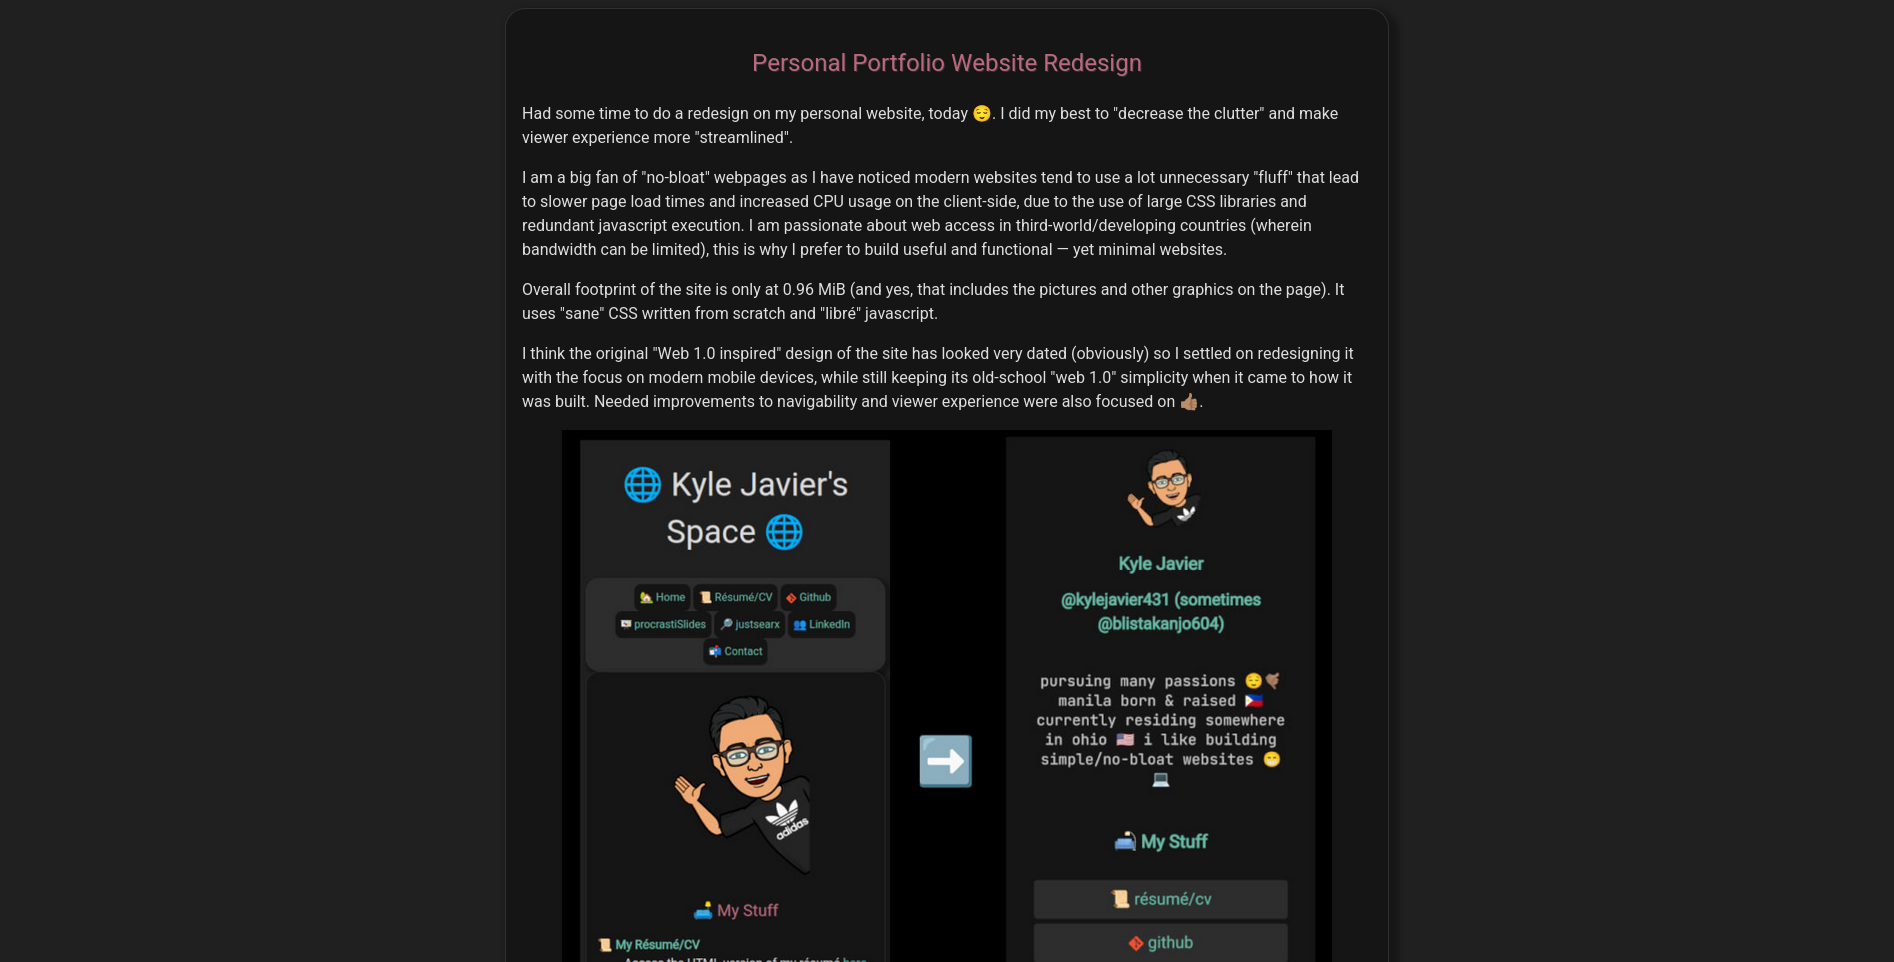 Personal Portfolio Website Redesign
Had some time to do a redesign on my personal website, today 😌. I did my best to "decrease the clutter" and make
viewer experience more "streamlined".
I am a big fan of "no-bloat" webpages as I have noticed modern websites tend to use a lot unnecessary "fluff" that lead
to slower page load times and increased CPU usage on the client-side, due to the use of large CSS libraries and
redundant javascript execution. I am passionate about web access in third-world/developing countries (wherein
bandwidth can be limited), this is why I prefer to build useful and functional — yet minimal websites.
Overall footprint of the site is only at 0.96 MiB (and yes, that includes the pictures and other graphics on the page). It
uses "sane" CSS written from scratch and "libré" javascript.
I think the original "Web 1.0 inspired" design of the site has looked very dated (obviously) so I settled on redesigning it
with the focus on modern mobile devices, while still keeping its old-school "web 1.0" simplicity when it came to how it
was built. Needed improvements to navigability and viewer experience were also focused on 👍🏽.
🌐 Kyle Javier's
Space 🌐
🏡 Home 📜 Résumé/CV Github
procrastiSlides 🔎 justsearx 👥 LinkedIn
📬 Contact
adidas
🛋️ My Stuff
📜 My Résumé/CV
Access the HTML version of my résumé here
Kyle Javier
@kylejavier431 (sometimes
@blistakanjo604)
pursuing many passions 😌
manila born & raised 🇵🇭
currently residing somewhere
in ohio 🇺🇸 i like building
simple/no-bloat websites 😁
💻
🛋️ My Stuff
📜 résumé/cv
github